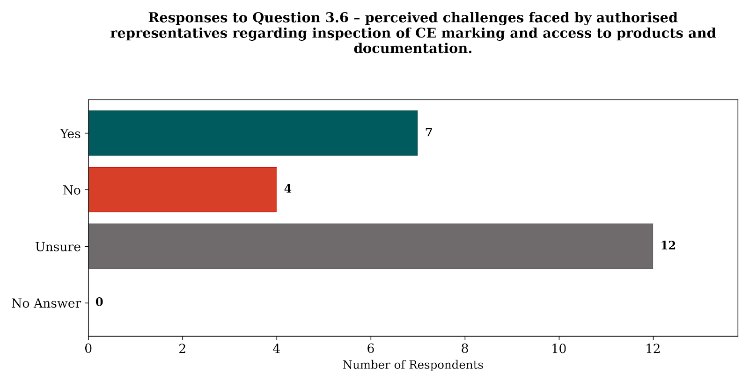 Responses to Question 3.6 – perceived challenges faced by authorised
representatives regarding inspection of CE marking and access to products and
documentation.
Yes 7
No 4
Unsure 12
No Answer 0
0 2 4 6 8 10 12
Number of Respondents